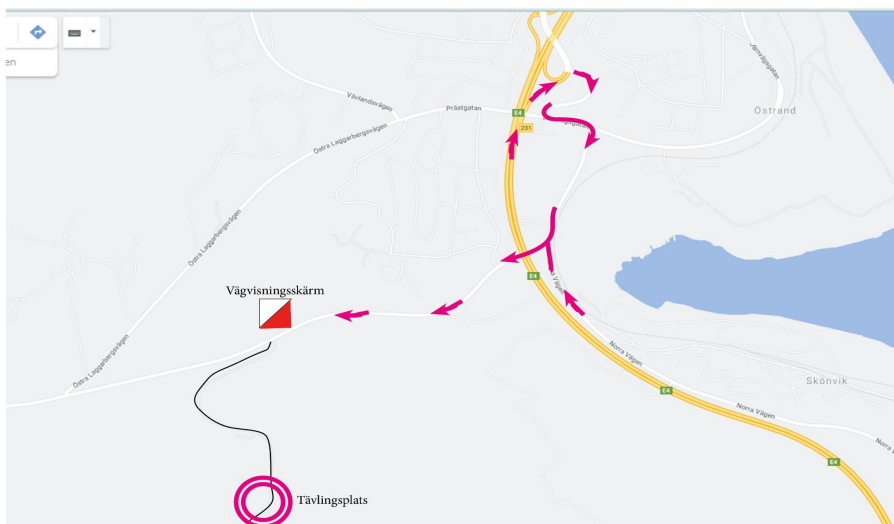 en
E4
231
Östrand
Vävlandsvägen
Prästgatan
Östra Laggarbergsvägen
Östra Laggarbergsvägen
Vägvisningsskärm
E4
Norra Vägen
Östra Laggarbergsvägen
E4
Skönvik
Norra Vägen
E4
Tävlingsplats